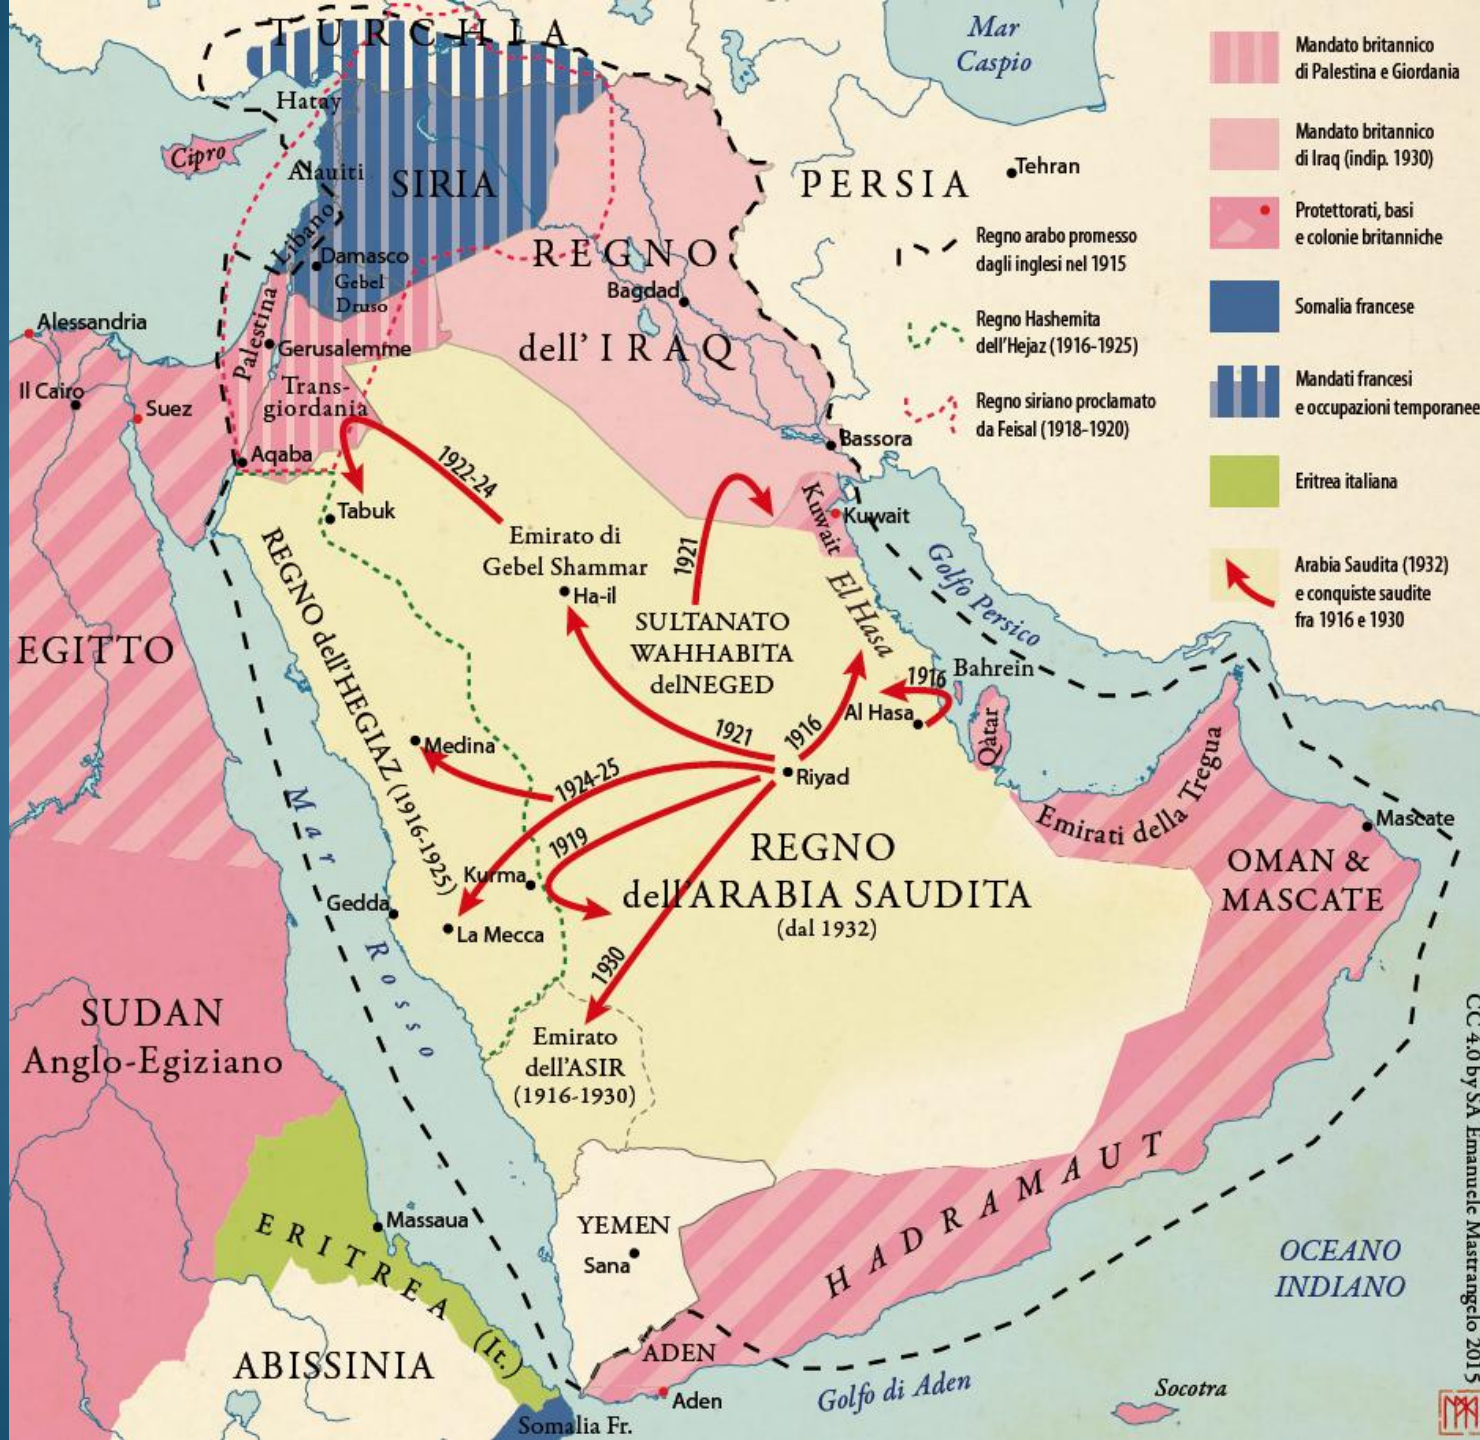 TURCHIA
Mar
Caspio
Hatay
Cipro
Alauiti
SIRIA
PERSIA
Tehran
Libano
Damasco
Gebel
Druso
REGNO
dell'IRAQ
Bagdad
Alessandria
Palestina
Gerusalemme
Il Cairo
Suez
Trans-
giordania
Aqaba
Bassora
1922-24
Tabuk
Kuwait
Kuwait
Emirato di
Gebel Shammar
Ha-il
1921
Golfo Persico
El Hasa
REGNO dell'HEGIAZ (1916-1925)
SULTANATO
WAHHABITA
delNEGED
EGITTO
Bahrein
1916
Al Hasa
Qàtar
1921
1916
Medina
Riyad
1924-25
Mar Rosso
1919
Emirati della Tregua
Mascate
OMAN &
MASCATE
REGNO
dell'ARABIA SAUDITA
(dal 1932)
Kurma
Gedda
La Mecca
1930
SUDAN
Anglo-Egiziano
Emirato
dell'ASIR
(1916-1930)
HADRAMAUT
ERITREA (It.)
Massaua
YEMEN
Sana
OCEANO
INDIANO
ABISSINIA
ADEN
Aden
Golfo di Aden
Socotra
Somalia Fr.
Mandato britannico
di Palestina e Giordania
Mandato britannico
di Iraq (indip. 1930)
Protettorati, basi
e colonie britanniche
Somalia francese
Mandati francesi
e occupazioni temporanee
Eritrea italiana
Arabia Saudita (1932)
e conquiste saudite
fra 1916 e 1930
Regno arabo promesso
dagli inglesi nel 1915
Regno Hashemita
dell'Hejaz (1916-1925)
Regno siriano proclamato
da Feisal (1918-1920)
CC 4.0 by SA Emanuele Mastrangelo 2015